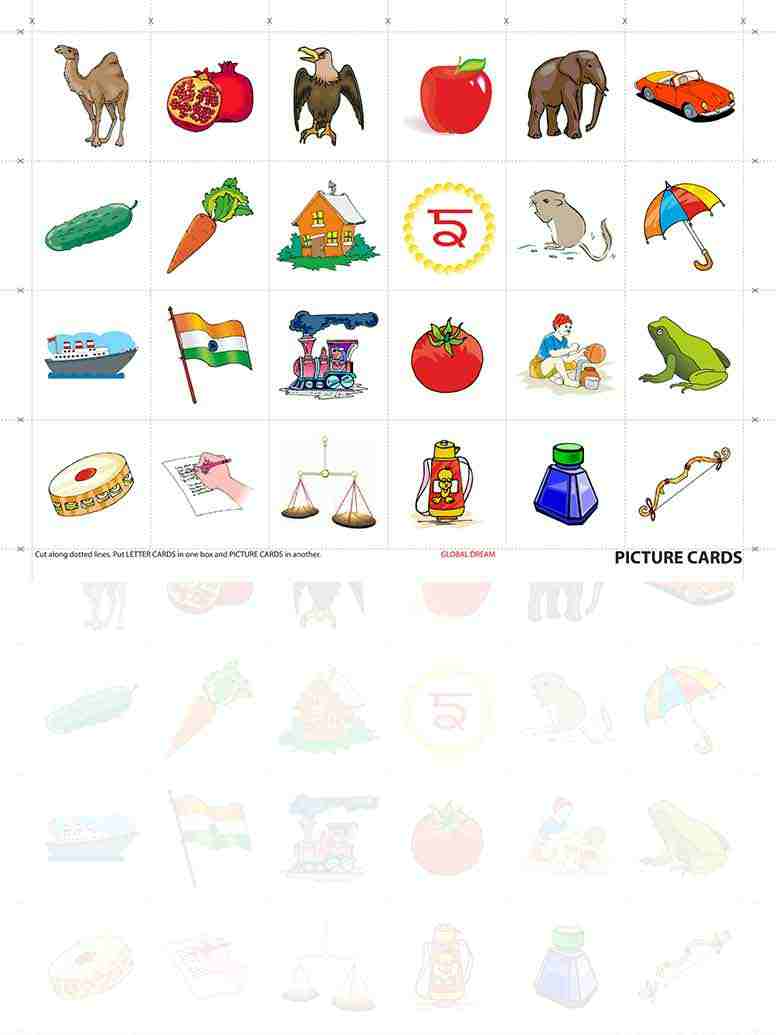 ਙ
Cut along dotted lines. Put LETTER CARDS in one box and PICTURE CARDS in another.
GLOBAL DREAM
PICTURE CARDS
ਙ